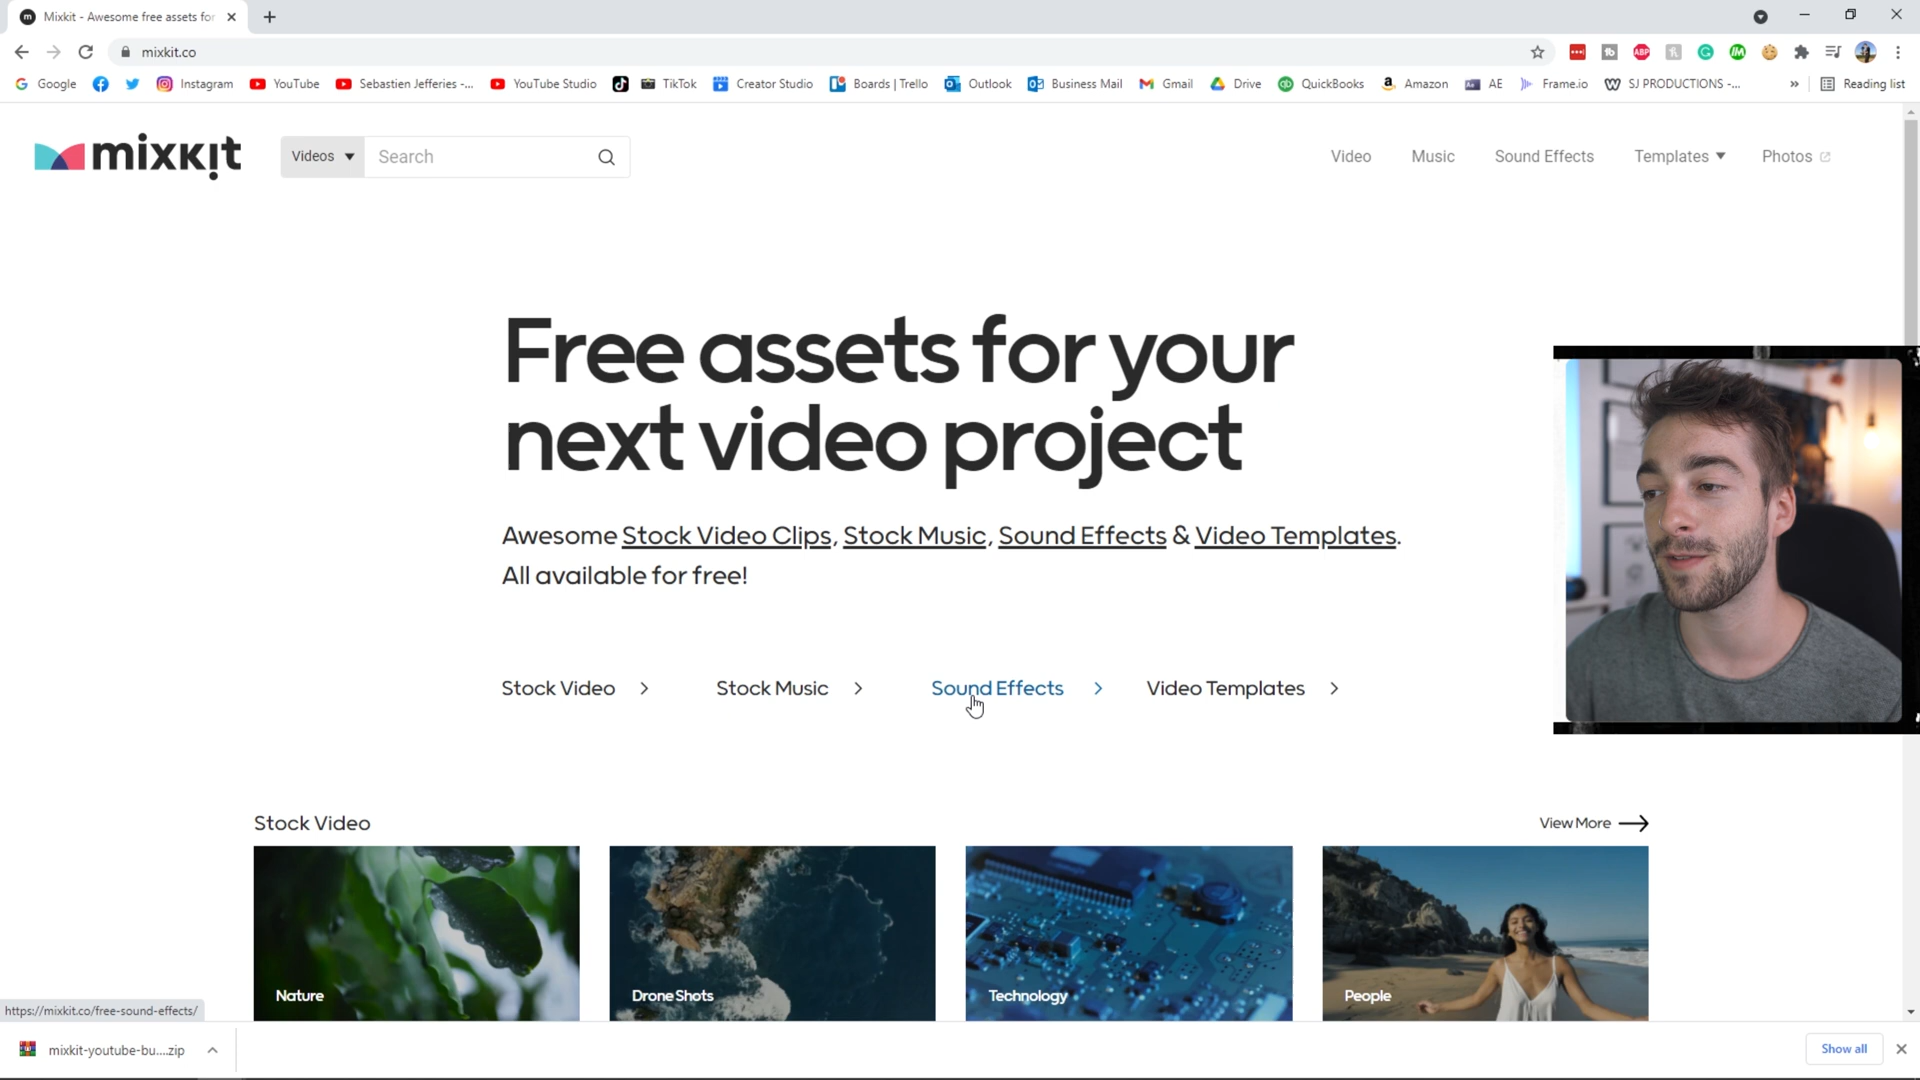 Mixkit - Awesome free assets for
mixkit.co
Google
Instagram
YouTube
Sebastien Jefferies -...
YouTube Studio
TikTok
Creator Studio
Boards | Trello
Outlook
Business Mail
Gmail
Drive
QuickBooks
Amazon
AE
Frame.io
SJ PRODUCTIONS -...
»
Reading list
mixkit
Videos
Search
Video
Music
Sound Effects
Templates
Photos
Free assets for your
next video project
Awesome Stock Video Clips, Stock Music, Sound Effects & Video Templates.
All available for free!
Stock Video
Stock Music
Sound Effects
Video Templates
Stock Video
View More
Nature
Drone Shots
Technology
People
https://mixkit.co/free-sound-effects/
mixkit-youtube-bu....zip
Show all